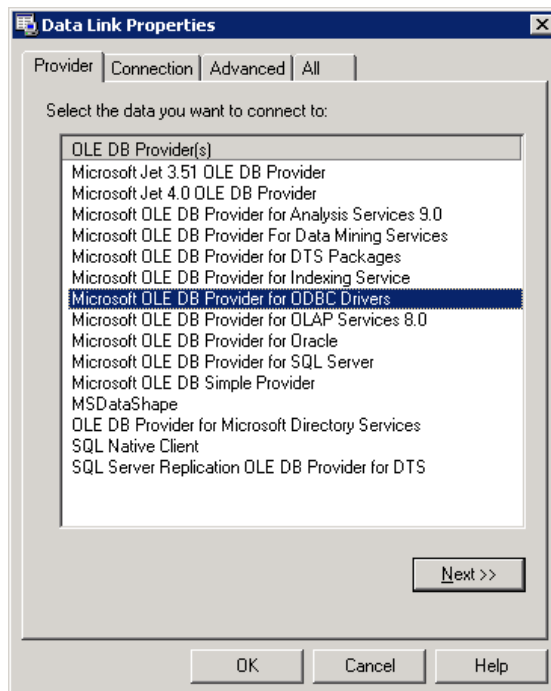 Data Link Properties
Provider Connection Advanced All
Select the data you want to connect to:
OLE DB Provider(s)
Microsoft Jet 3.51 OLE DB Provider
Microsoft Jet 4.0 OLE DB Provider
Microsoft OLE DB Provider for Analysis Services 9.0
Microsoft OLE DB Provider For Data Mining Services
Microsoft OLE DB Provider for DTS Packages
Microsoft OLE DB Provider for Indexing Service
Microsoft OLE DB Provider for ODBC Drivers
Microsoft OLE DB Provider for OLAP Services 8.0
Microsoft OLE DB Provider for Oracle
Microsoft OLE DB Provider for SQL Server
Microsoft OLE DB Simple Provider
MSDataShape
OLE DB Provider for Microsoft Directory Services
SQL Native Client
SQL Server Replication OLE DB Provider for DTS
Next >>
OK Cancel Help